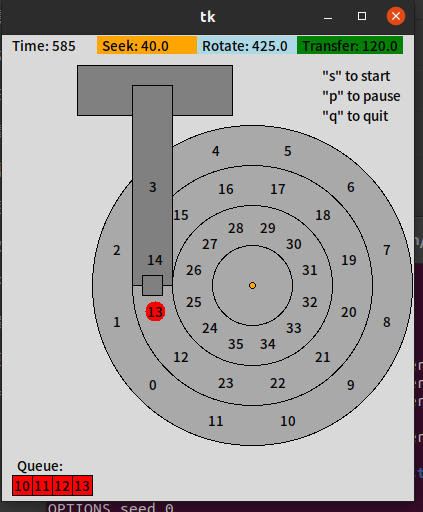 tk
Time: 585 Seek: 40.0 Rotate: 425.0 Transfer: 120.0
"s" to start
"p" to pause
"q" to quit
4 5
3 16 17 6
15 18
28 29
2 27 30 7
14 26 31 19
25 32
1 13 24 33 20 8
35 34
12 21
0 23 22 9
11 10
Queue:
10 11 12 13
OPTIONS seed 0